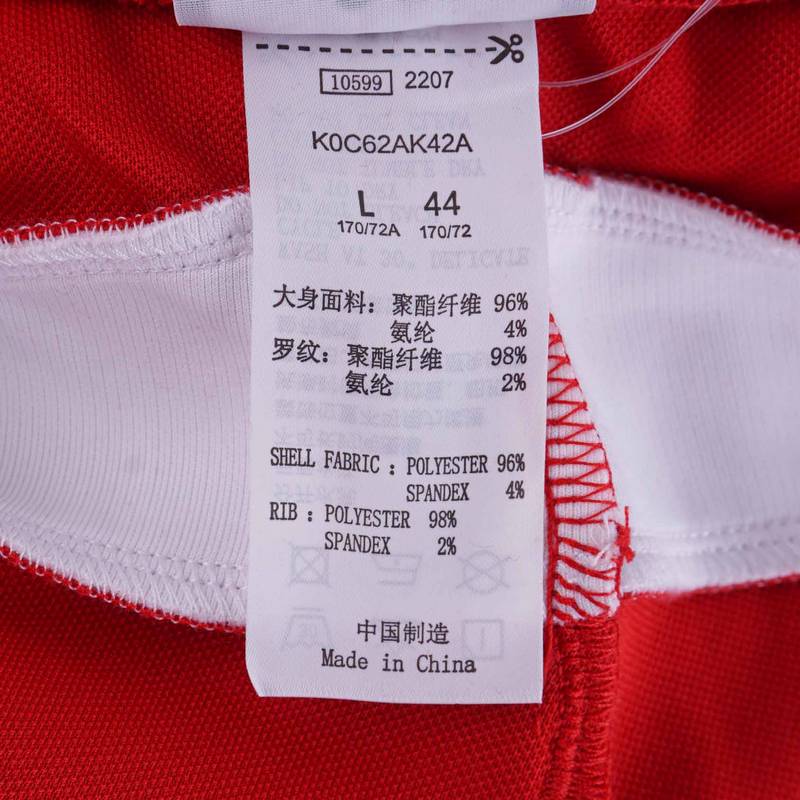 10599 2207
K0C62AK42A
L 44
170/72A 170/72
大身面料：聚酯纤维 96%
氨纶 4%
罗纹：聚酯纤维 98%
氨纶 2%
SHELL FABRIC : POLYESTER 96%
SPANDEX 4%
RIB : POLYESTER 98%
SPANDEX 2%
中国制造
Made in China